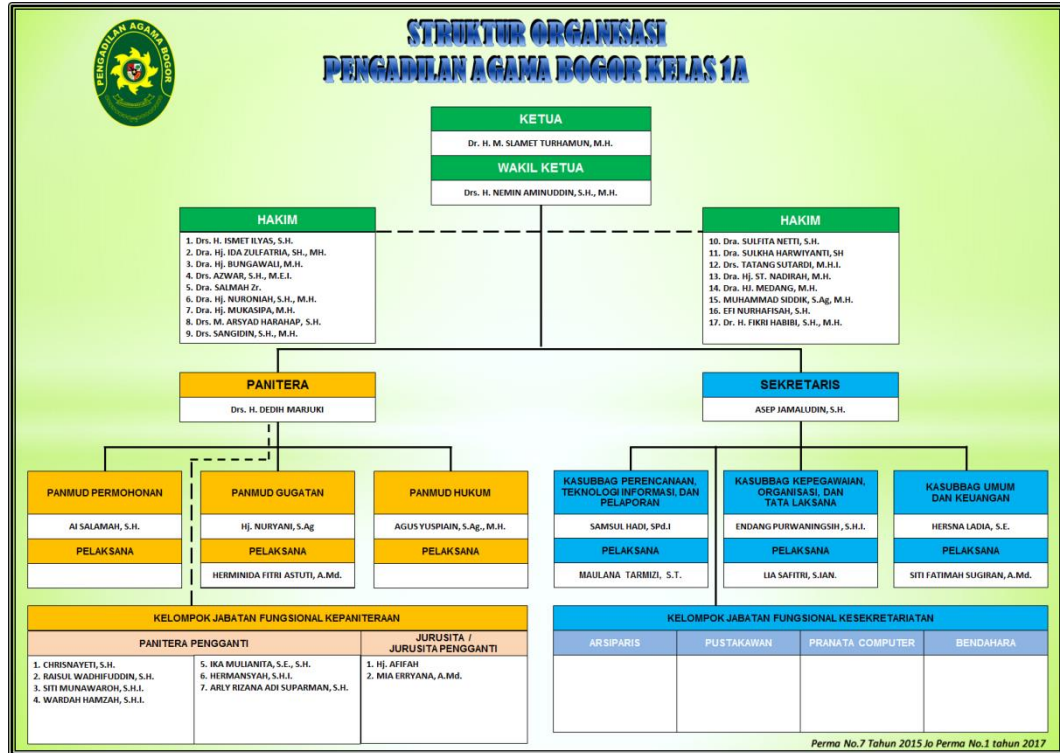 STRUKTUR ORGANISASI
PENGADILAN AGAMA BOGOR KELAS 1A
PENGADILAN AGAMA BOGOR
KETUA
Dr. H. M. SLAMET TURHAMUN, M.H.
WAKIL KETUA
Drs. H. NEMIN AMINUDDIN, S.H., M.H.
HAKIM
1. Drs. H. ISMET ILYAS, S.H.
2. Dra. Hj. IDA ZULFATRIA, SH., MH.
3. Dra. Hj. BUNGAWALI, M.H.
4. Drs. AZWAR, S.H., M.E.I.
5. Dra. SALMAH Zr.
6. Dra. Hj. NURONIAH, S.H., M.H.
7. Dra. Hj. MUKASIPA, M.H.
8. Drs. M. ARSYAD HARAHAP, S.H.
9. Drs. SANGIDIN, S.H., M.H.
HAKIM
10. Dra. SULFITA NETTI, S.H.
11. Dra. SULKHA HARWIYANTI, SH
12. Drs. TATANG SUTARDI, M.H.I.
13. Dra. Hj. ST. NADIRAH, M.H.
14. Dra. HJ. MEDANG, M.H.
15. MUHAMMAD SIDDIK, S.Ag, M.H.
16. EFI NURHAFISAH, S.H.
17. Dr. H. FIKRI HABIBI, S.H., M.H.
PANITERA
Drs. H. DEDIH MARJUKI
SEKRETARIS
ASEP JAMALUDIN, S.H.
PANMUD PERMOHONAN
AI SALAMAH, S.H.
PELAKSANA
PANMUD GUGATAN
Hj. NURYANI, S.Ag
PELAKSANA
HERMINIDA FITRI ASTUTI, A.Md.
PANMUD HUKUM
AGUS YUSPIAIN, S.Ag., M.H.
PELAKSANA
KASUBBAG PERENCANAAN,
TEKNOLOGI INFORMASI, DAN
PELAPORAN
SAMSUL HADI, SPd.I
PELAKSANA
MAULANA TARMIZI, S.T.
KASUBBAG KEPEGAWAIAN,
ORGANISASI, DAN
TATA LAKSANA
ENDANG PURWANINGSIH, S.H.I.
PELAKSANA
LIA SAFITRI, S.IAN.
KASUBBAG UMUM
DAN KEUANGAN
HERSNA LADIA, S.E.
PELAKSANA
SITI FATIMAH SUGIRAN, A.Md.
KELOMPOK JABATAN FUNGSIONAL KEPANITERAAN
PANITERA PENGGANTI
1. CHRISNAYETI, S.H.
2. RAISUL WADHIFUDDIN, S.H.
3. SITI MUNAWAROH, S.H.I.
4. WARDAH HAMZAH, S.H.I.
5. IKA MULIANITA, S.E., S.H.
6. HERMANSYAH, S.H.I.
7. ARLY RIZANA ADI SUPARMAN, S.H.
JURUSITA /
JURUSITA PENGGANTI
1. Hj. AFIFAH
2. MIA ERRYANA, A.Md.
KELOMPOK JABATAN FUNGSIONAL KESEKRETARIATAN
ARSIPARIS
PUSTAKAWAN
PRANATA COMPUTER
BENDAHARA
Perma No.7 Tahun 2015 Jo Perma No.1 tahun 2017